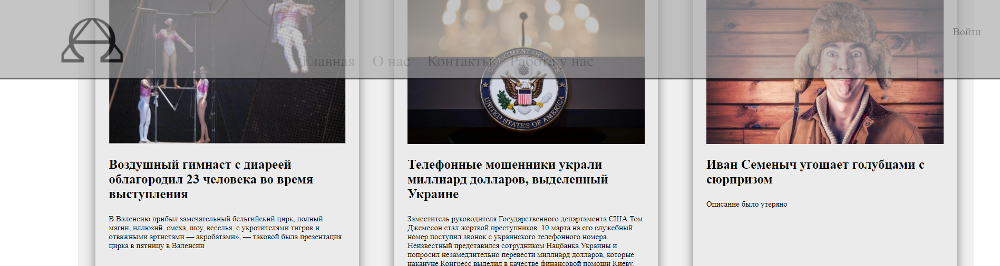 Войти
Главная О нас Контакты Работа у нас
DEPARTMENT OF STATE
UNITED STATES OF AMERICA
Воздушный гимнаст с диареей
облагородил 23 человека во время
выступления
В Валенсию прибыл замечательный бельгийский цирк, полный
магии, иллюзий, смеха, шоу, веселья, с укротителями тигров и
отважными артистами — акробатами», — таковой была презентация
цирка в пятницу в Валенсии
Телефонные мошенники украли
миллиард долларов, выделенный
Украине
Заместитель руководителя Государственного департамента США Том
Джемесон стал жертвой преступников. 10 марта на его служебный
номер поступил звонок с украинского телефонного номера.
Неизвестный представился сотрудником Нацбанка Украины и
попросил незамедлительно перевести миллиард долларов, которые
накануне Конгресс выделил в качестве финансовой помощи Киеву.
Иван Семеныч угощает голубцами с
сюрпризом
Описание было утеряно